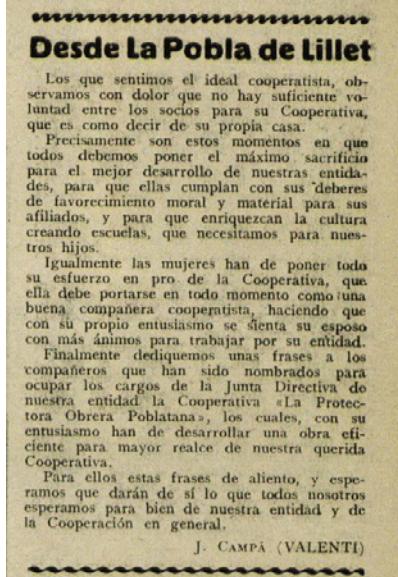 Desde La Pobla de Lillet
Los que sentimos el ideal cooperatista, ob-
servamos con dolor que no hay suficiente vo-
luntad entre los socios para su Cooperativa,
que es como decir de su propia casa.
Precisamente son estos momentos en que
todos debemos poner el máximo sacrificio
para el mejor desarrollo de nuestras entida-
des, para que ellas cumplan con sus deberes
de favorecimiento moral y material para sus
afiliados, y para que enriquezcan la cultura
creando escuelas, que necesitamos para nues-
tros hijos.
Igualmente las mujeres han de poner todo
su esfuerzo en pro de la Cooperativa, que
ella debe portarse en todo momento como una
buena compañera cooperatista, haciendo que
con su propio entusiasmo se sienta su esposo
con más ánimos para trabajar por su entidad.
Finalmente dediquemos unas frases a los
compañeros que han sido nombrados para
ocupar los cargos de la Junta Directiva de
nuestra entidad la Cooperativa «La Protec-
tora Obrera Poblatana», los cuales, con su
entusiasmo han de desarrollar una obra efi-
ciente para mayor realce de nuestra querida
Cooperativa.
Para ellos estas frases de aliento, y espe-
ramos que darán de sí lo que todos nosotros
esperamos para bien de nuestra entidad y de
la Cooperación en general.
J. CAMPÁ (VALENTI)